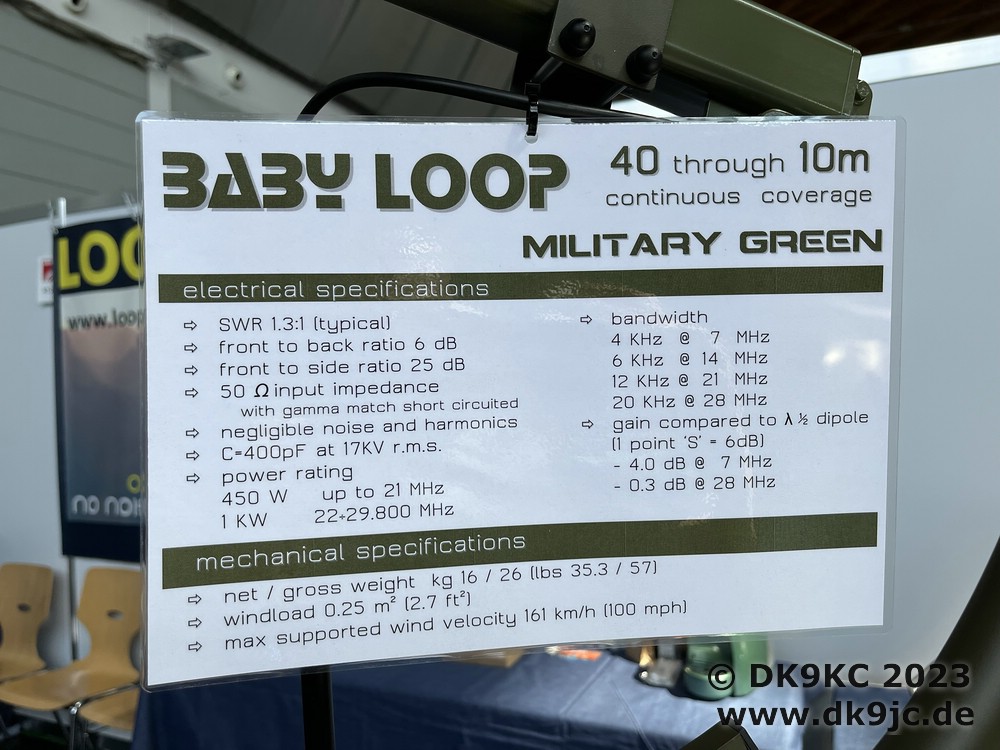 BABY LOOP
40 through 10m
continuous coverage
MILITARY GREEN
electrical specifications
⇨ SWR 1.3:1 (typical)
⇨ front to back ratio 6 dB
⇨ front to side ratio 25 dB
⇨ 50 Ω input impedance
with gamma match short circuited
⇨ negligible noise and harmonics
⇨ C=400pF at 17KV r.m.s.
⇨ power rating
450 W up to 21 MHz
1 KW 22÷29.800 MHz
⇨ bandwidth
4 KHz @ 7 MHz
6 KHz @ 14 MHz
12 KHz @ 21 MHz
20 KHz @ 28 MHz
⇨ gain compared to λ ½ dipole
(1 point 'S' = 6dB)
- 4.0 dB @ 7 MHz
- 0.3 dB @ 28 MHz
mechanical specifications
⇨ net / gross weight kg 16 / 26 (lbs 35.3 / 57)
⇨ windload 0.25 m² (2.7 ft²)
⇨ max supported wind velocity 161 km/h (100 mph)
LOO
www.loop
© DK9KC 2023
www.dk9jc.de